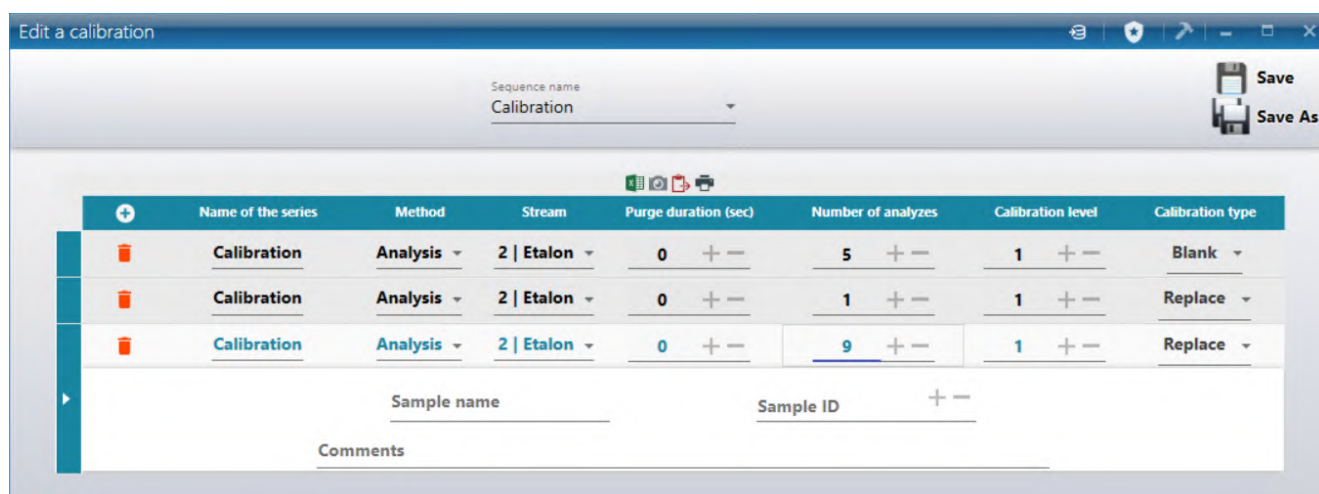 Edit a calibration
Sequence name
Calibration
Save
Save As
Name of the series Method Stream Purge duration (sec) Number of analyzes Calibration level Calibration type
Calibration Analysis 2 | Etalon 0 5 1 Blank
Calibration Analysis 2 | Etalon 0 1 1 Replace
Calibration Analysis 2 | Etalon 0 9 1 Replace
Sample name Sample ID
Comments